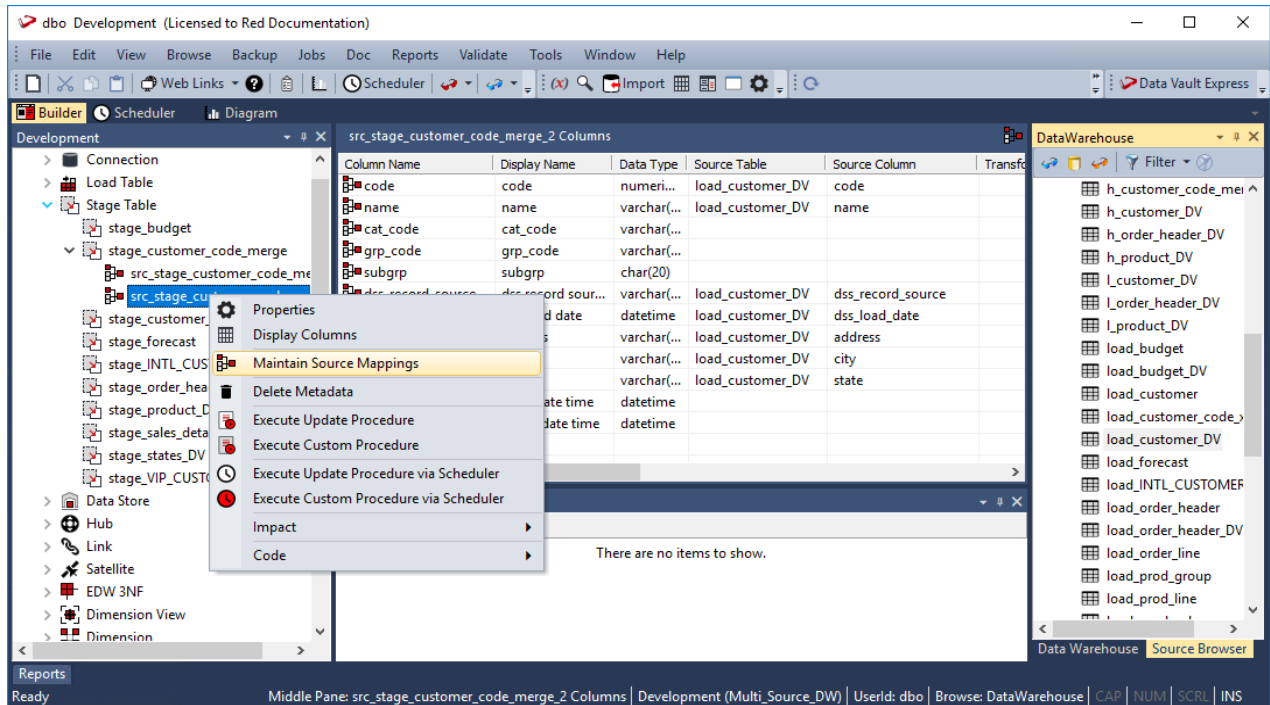 dbo Development (Licensed to Red Documentation)
File Edit View Browse Backup Jobs Doc Reports Validate Tools Window Help
Web Links Scheduler (x) Import Data Vault Express
Builder Scheduler Diagram
Development
Connection
Load Table
Stage Table
stage_budget
stage_customer_code_merge
src_stage_customer_code_me
src_stage_cu
stage_customer_
stage_forecast
stage_INTL_CUS
stage_order_hea
stage_product_D
stage_sales_deta
stage_states_DV
stage_VIP_CUST
Data Store
Hub
Link
Satellite
EDW 3NF
Dimension View
Dimension
Properties
Display Columns
Maintain Source Mappings
Delete Metadata
Execute Update Procedure
Execute Custom Procedure
Execute Update Procedure via Scheduler
Execute Custom Procedure via Scheduler
Impact
Code
src_stage_customer_code_merge_2 Columns
Column Name Display Name Data Type Source Table Source Column Transfo
code code numeri... load_customer_DV code
name name varchar(... load_customer_DV name
cat_code cat_code varchar(...
grp_code grp_code varchar(...
subgrp subgrp char(20)
dss_record_source dss record sour... varchar(... load_customer_DV dss_record_source
d date datetime load_customer_DV dss_load_date
varchar(... load_customer_DV address
varchar(... load_customer_DV city
varchar(... load_customer_DV state
ate time datetime
date time datetime
There are no items to show.
DataWarehouse
Filter
h_customer_code_mer
h_customer_DV
h_order_header_DV
h_product_DV
l_customer_DV
l_order_header_DV
l_product_DV
load_budget
load_budget_DV
load_customer
load_customer_code_x
load_customer_DV
load_forecast
load_INTL_CUSTOMER
load_order_header
load_order_header_DV
load_order_line
load_prod_group
load_prod_line
Data Warehouse Source Browser
Reports
Ready Middle Pane: src_stage_customer_code_merge_2 Columns Development (Multi_Source_DW) UserId: dbo Browse: DataWarehouse CAP NUM SCRL INS